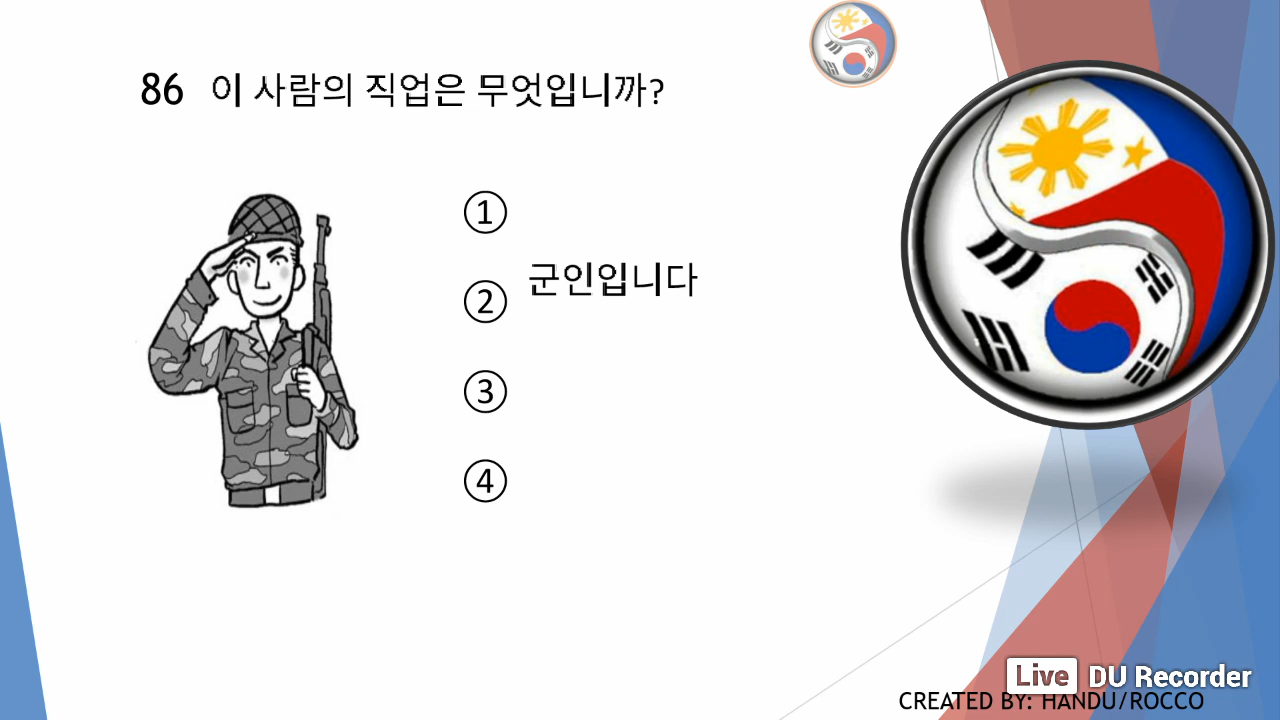 86 이 사람의 직업은 무엇입니까?
①
② 군인입니다
③
④
Live DU Recorder
CREATED BY: HANDU/ROCCO